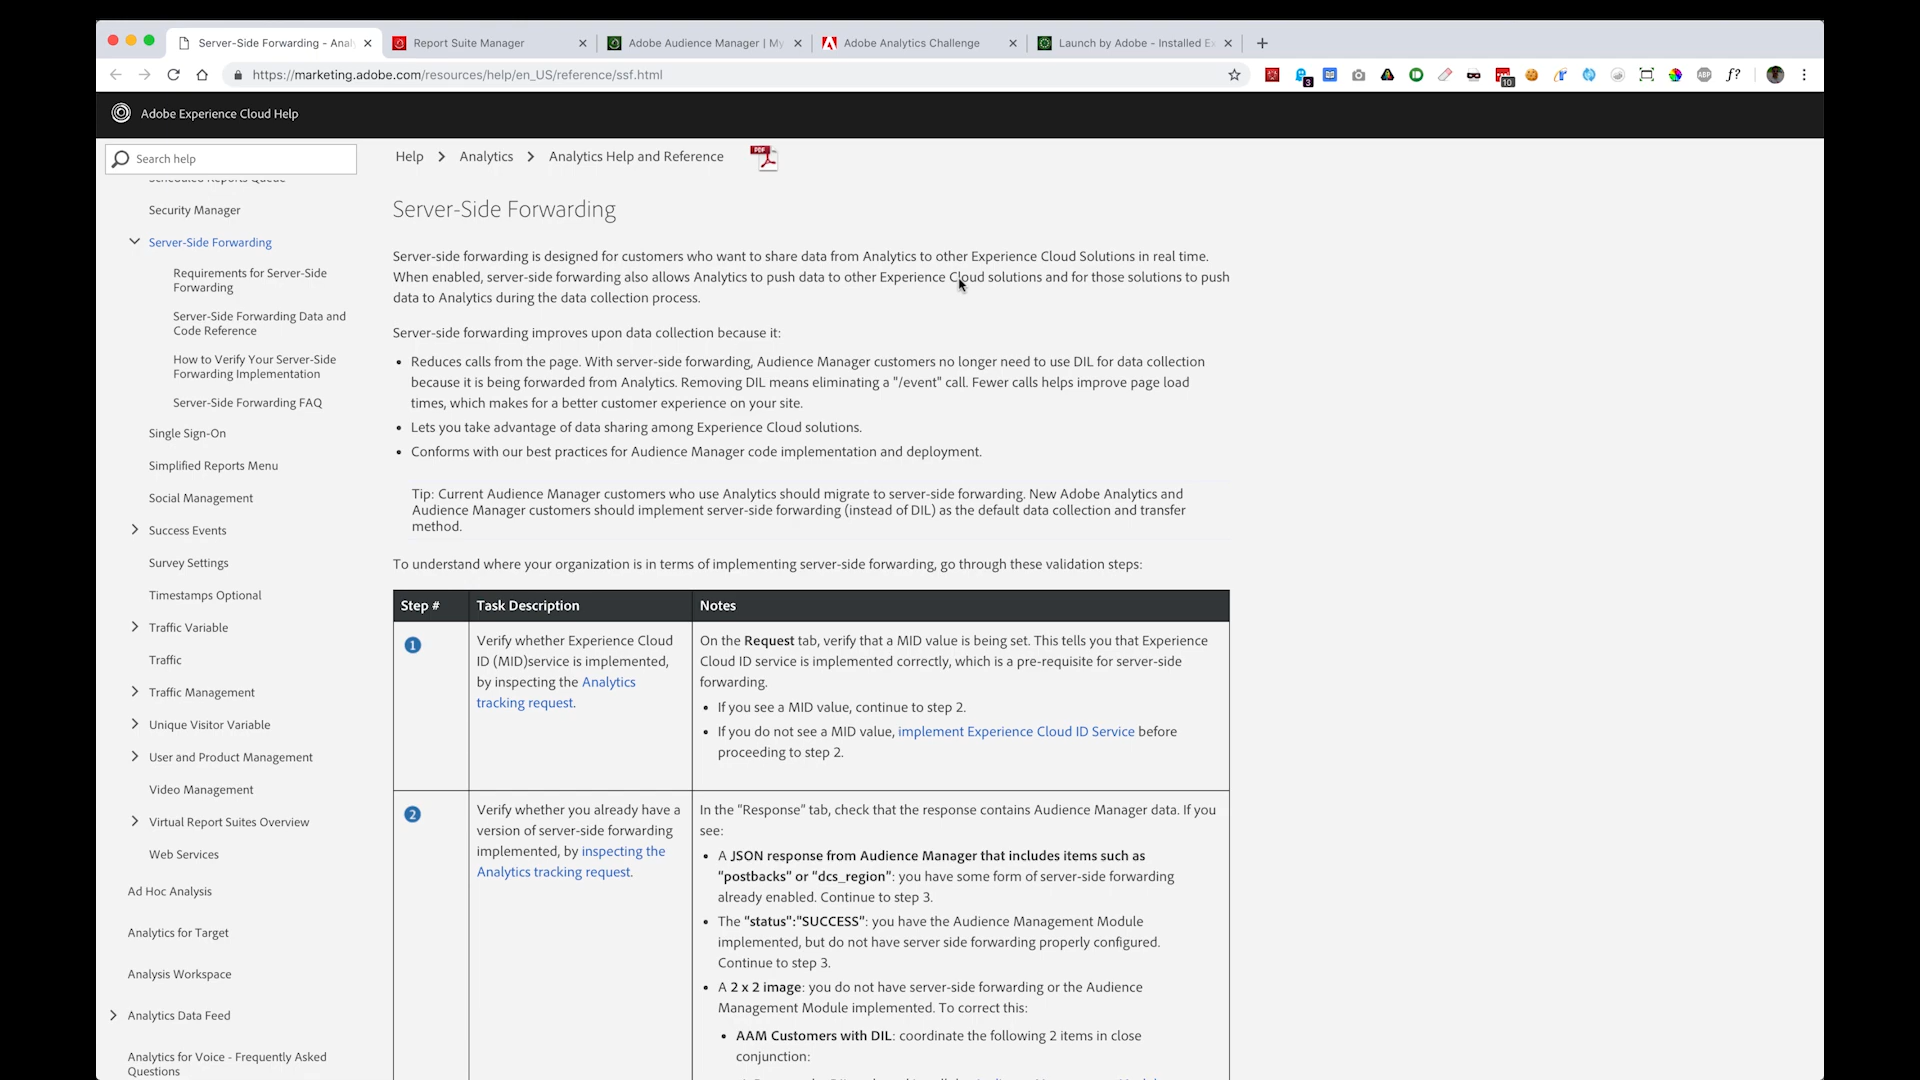 Server-Side Forwarding - Anal
Report Suite Manager
Adobe Audience Manager | My
Adobe Analytics Challenge
Launch by Adobe - Installed Ex
https://marketing.adobe.com/resources/help/en_US/reference/ssf.html
3
10
ABP
f?
Adobe Experience Cloud Help
Search help
Help
Analytics
Analytics Help and Reference
PDF
Scheduled Reports Queue
Security Manager
Server-Side Forwarding
Requirements for Server-Side
Forwarding
Server-Side Forwarding Data and
Code Reference
How to Verify Your Server-Side
Forwarding Implementation
Server-Side Forwarding FAQ
Single Sign-On
Simplified Reports Menu
Social Management
Success Events
Survey Settings
Timestamps Optional
Traffic Variable
Traffic
Traffic Management
Unique Visitor Variable
User and Product Management
Video Management
Virtual Report Suites Overview
Web Services
Ad Hoc Analysis
Analytics for Target
Analysis Workspace
Analytics Data Feed
Analytics for Voice - Frequently Asked
Questions
Server-Side Forwarding
Server-side forwarding is designed for customers who want to share data from Analytics to other Experience Cloud Solutions in real time.
When enabled, server-side forwarding also allows Analytics to push data to other Experience Cloud solutions and for those solutions to push
data to Analytics during the data collection process.
Server-side forwarding improves upon data collection because it:
• Reduces calls from the page. With server-side forwarding, Audience Manager customers no longer need to use DIL for data collection
because it is being forwarded from Analytics. Removing DIL means eliminating a "/event" call. Fewer calls helps improve page load
times, which makes for a better customer experience on your site.
• Lets you take advantage of data sharing among Experience Cloud solutions.
• Conforms with our best practices for Audience Manager code implementation and deployment.
Tip: Current Audience Manager customers who use Analytics should migrate to server-side forwarding. New Adobe Analytics and
Audience Manager customers should implement server-side forwarding (instead of DIL) as the default data collection and transfer
method.
To understand where your organization is in terms of implementing server-side forwarding, go through these validation steps:
Step #
Task Description
Notes
1
Verify whether Experience Cloud
ID (MID)service is implemented,
by inspecting the Analytics
tracking request.
On the Request tab, verify that a MID value is being set. This tells you that Experience
Cloud ID service is implemented correctly, which is a pre-requisite for server-side
forwarding.
• If you see a MID value, continue to step 2.
• If you do not see a MID value, implement Experience Cloud ID Service before
proceeding to step 2.
2
Verify whether you already have a
version of server-side forwarding
implemented, by inspecting the
Analytics tracking request.
In the "Response" tab, check that the response contains Audience Manager data. If you
see:
• A JSON response from Audience Manager that includes items such as
"postbacks" or "dcs_region": you have some form of server-side forwarding
already enabled. Continue to step 3.
• The "status":"SUCCESS": you have the Audience Management Module
implemented, but do not have server side forwarding properly configured.
Continue to step 3.
• A 2 x 2 image: you do not have server-side forwarding or the Audience
Management Module implemented. To correct this:
• AAM Customers with DIL: coordinate the following 2 items in close
conjunction: